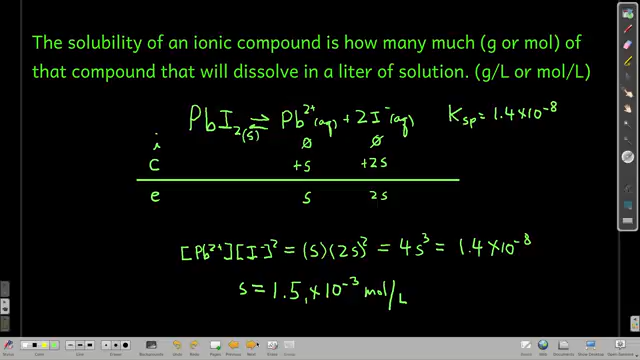 The solubility of an ionic compound is how many much (g or mol) of
that compound that will dissolve in a liter of solution. (g/L or mol/L)
PbI₂(s) ⇌ Pb²⁺(aq) + 2I⁻(aq) Ksp = 1.4×10⁻⁸
i ∅ ∅
C +s +2s
e s 2s
[Pb²⁺][I⁻]² = (s)(2s)² = 4s³ = 1.4×10⁻⁸
s = 1.5×10⁻³ mol/L